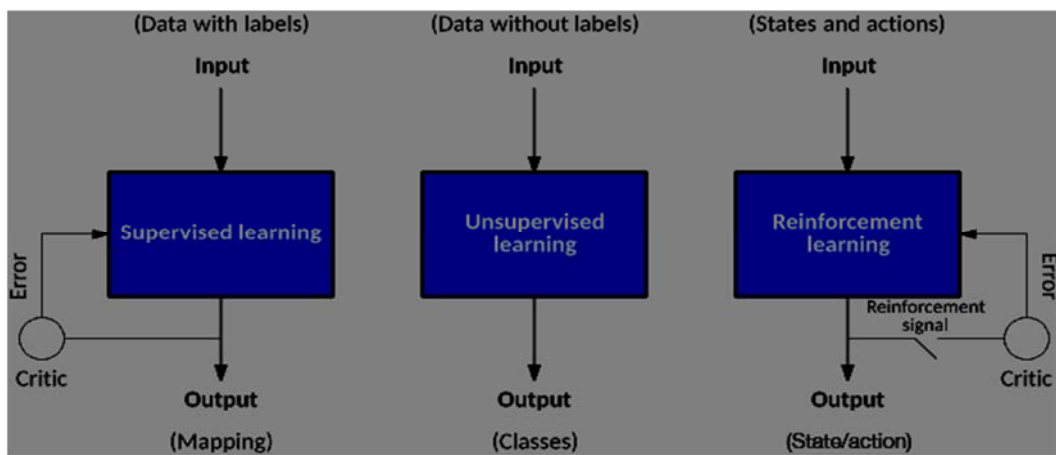 (Data with labels)
Input
Supervised learning
Error
Critic
Output
(Mapping)
(Data without labels)
Input
Unsupervised
learning
Output
(Classes)
(States and actions)
Input
Reinforcement
learning
Error
Reinforcement
signal
Critic
Output
(State/action)